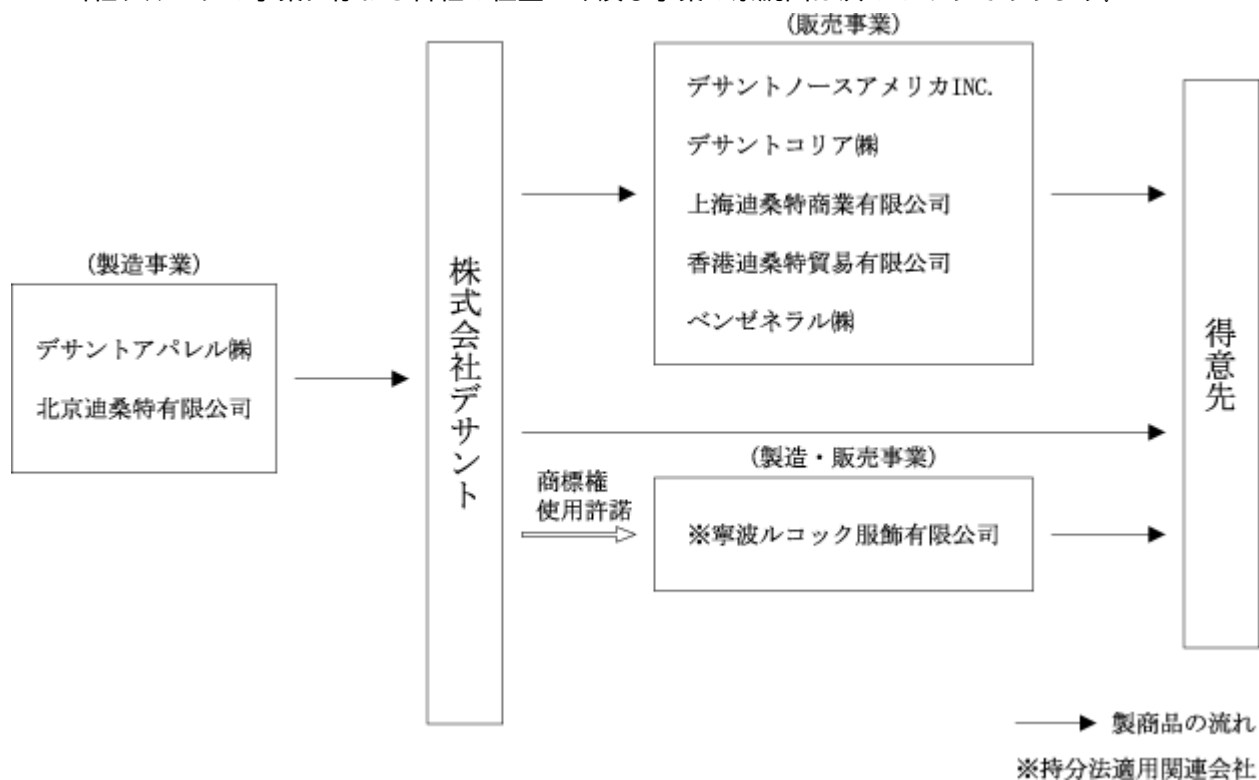 (販売事業)
デサントノースアメリカINC.
デサントコリア㈱
上海迪桑特商業有限公司
香港迪桑特貿易有限公司
ベンゼネラル㈱
(製造事業)
デサントアパレル㈱
北京迪桑特有限公司
株式会社デサント
得意先
(製造・販売事業)
商標権
使用許諾
※寧波ルコック服飾有限公司
製商品の流れ
※持分法適用関連会社